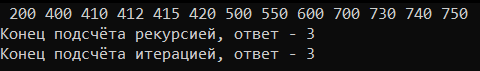 200 400 410 412 415 420 500 550 600 700 730 740 750
Конец подсчёта рекурсией, ответ - 3
Конец подсчёта итерацией, ответ - 3